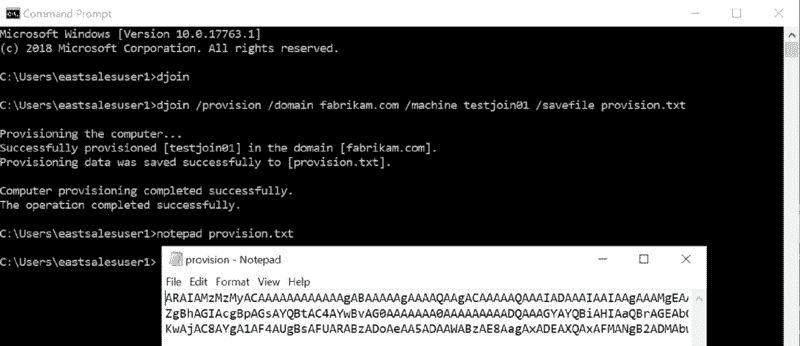 Command Prompt
Microsoft Windows [Version 10.0.17763.1]
(c) 2018 Microsoft Corporation. All rights reserved.
C:\Users\eastsalesuser1>djoin
C:\Users\eastsalesuser1>djoin /provision /domain fabrikam.com /machine testjoin01 /savefile provision.txt
Provisioning the computer...
Successfully provisioned [testjoin01] in the domain [fabrikam.com].
Provisioning data was saved successfully to [provision.txt].
Computer provisioning completed successfully.
The operation completed successfully.
C:\Users\eastsalesuser1>notepad provision.txt
C:\Users\eastsalesuser1>
provision - Notepad
File Edit Format View Help